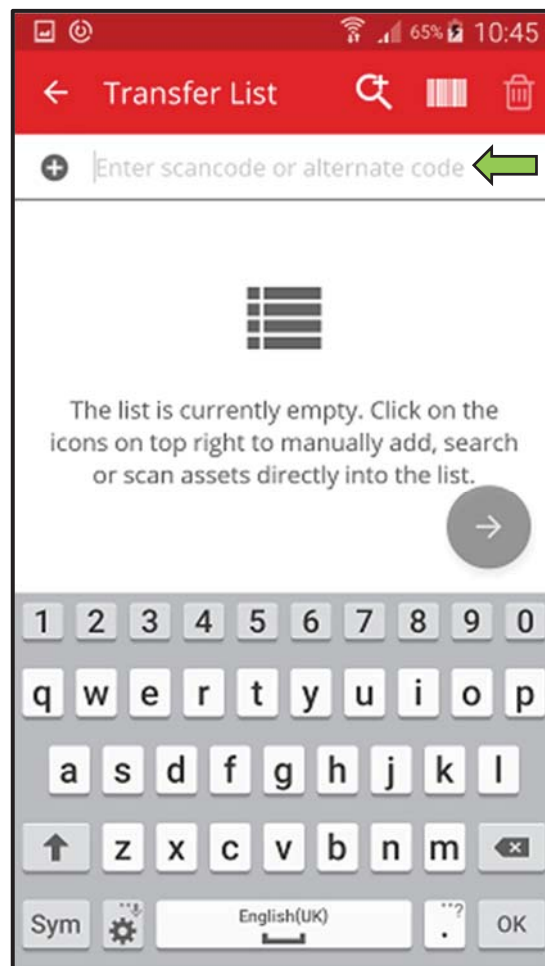 65% 10:45
Transfer List
Enter scancode or alternate code
The list is currently empty. Click on the
icons on top right to manually add, search
or scan assets directly into the list.
1 2 3 4 5 6 7 8 9 0
q w e r t y u i o p
a s d f g h j k l
z x c v b n m
Sym English(UK) . ? OK